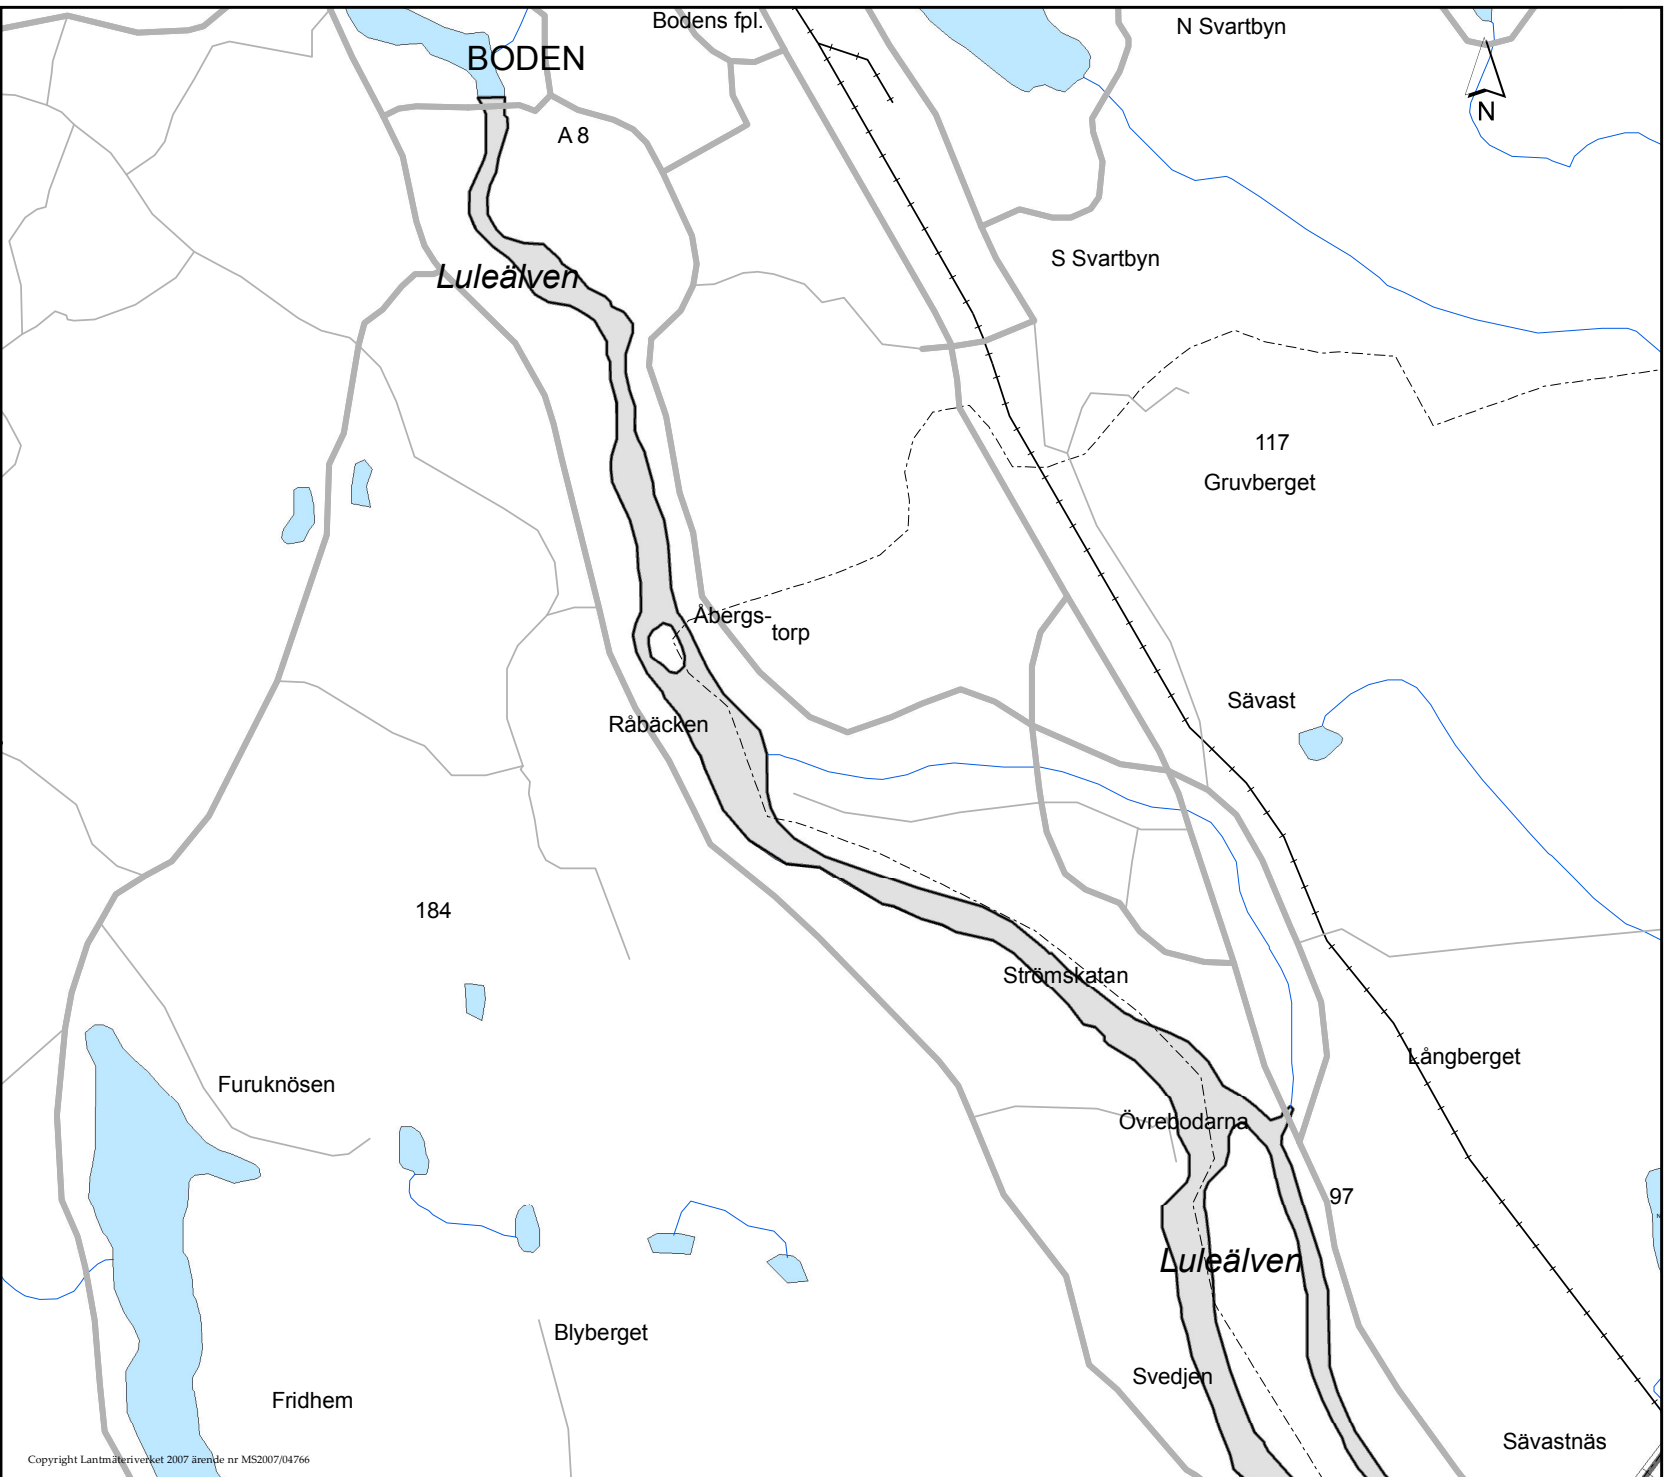 Bodens fpl.
N Svartbyn
BODEN
N
A 8
S Svartbyn
Luleälven
117
Gruvberget
Åbergs-
torp
Sävast
Råbäcken
184
Strömskatan
Långberget
Furuknösen
Övrebodarna
97
Luleälven
Blyberget
Svedjen
Fridhem
Sävastnäs
Copyright Lantmäteriverket 2007 ärende nr MS2007/04766